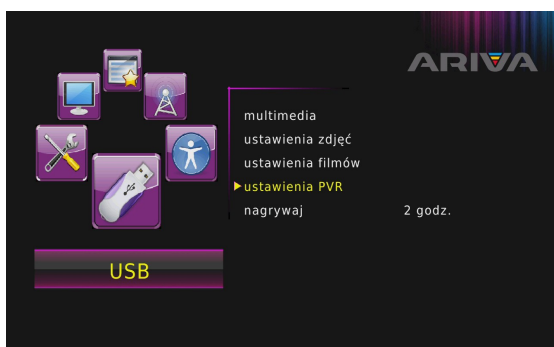 ARIVA
multimedia
ustawienia zdjęć
ustawienia filmów
ustawienia PVR
nagrywaj 2 godz.
USB